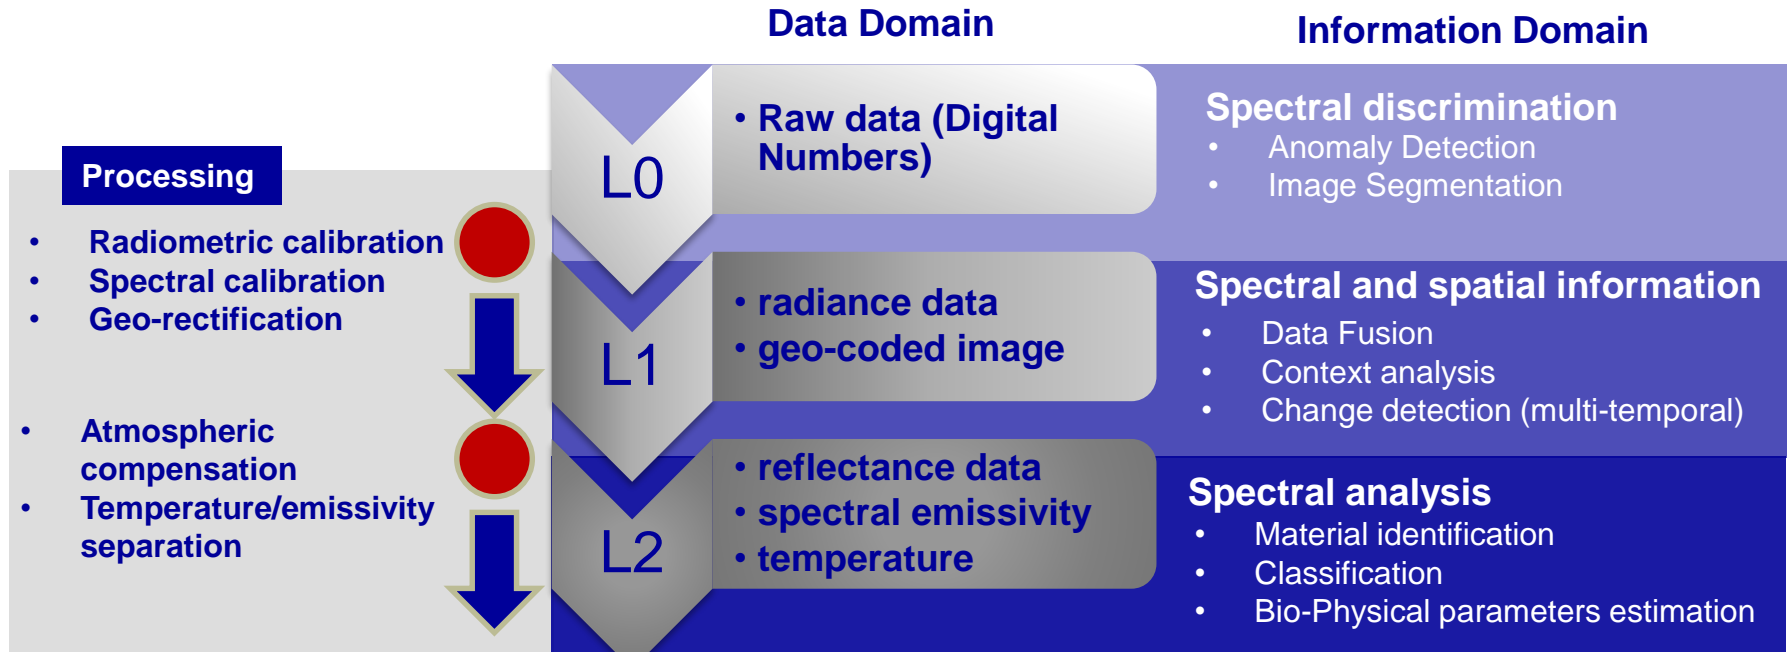 Data Domain
Information Domain
Processing
• Radiometric calibration
• Spectral calibration
• Geo-rectification
• Atmospheric
compensation
• Temperature/emissivity
separation
L0
• Raw data (Digital
Numbers)
Spectral discrimination
• Anomaly Detection
• Image Segmentation
L1
• radiance data
• geo-coded image
Spectral and spatial information
• Data Fusion
• Context analysis
• Change detection (multi-temporal)
L2
• reflectance data
• spectral emissivity
• temperature
Spectral analysis
• Material identification
• Classification
• Bio-Physical parameters estimation